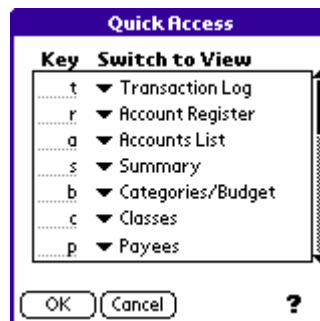 Quick Access
Key Switch to View
t Transaction Log
r Account Register
a Accounts List
s Summary
b Categories/Budget
c Classes
p Payees
OK Cancel ?